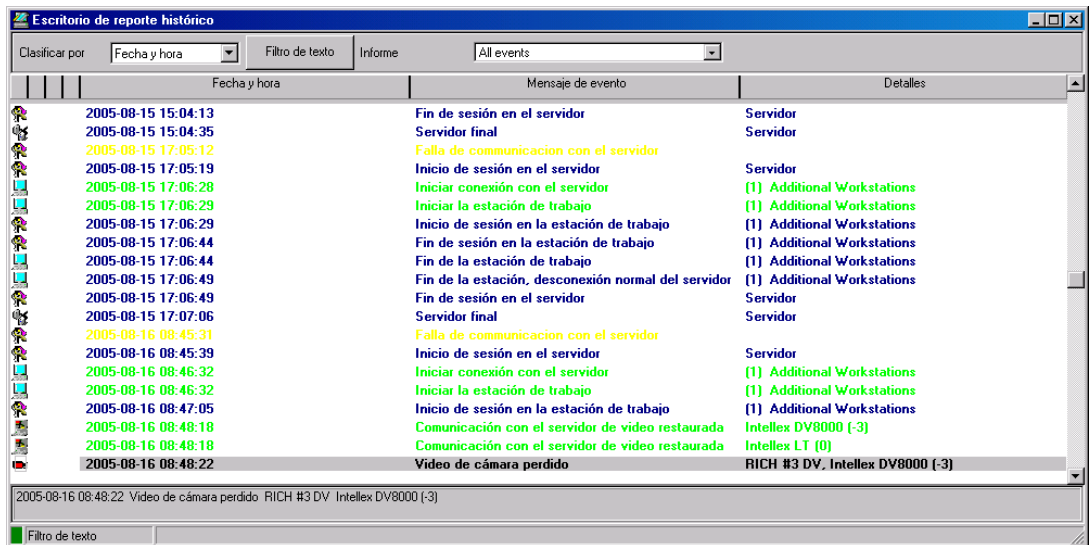 Escritorio de reporte histórico
Clasificar por Fecha y hora Filtro de texto Informe All events
Fecha y hora Mensaje de evento Detalles
2005-08-15 15:04:13 Fin de sesión en el servidor Servidor
2005-08-15 15:04:35 Servidor final Servidor
2005-08-15 17:05:12 Falla de communicacion con el servidor
2005-08-15 17:05:19 Inicio de sesión en el servidor Servidor
2005-08-15 17:06:28 Iniciar conexión con el servidor (1) Additional Workstations
2005-08-15 17:06:29 Iniciar la estación de trabajo (1) Additional Workstations
2005-08-15 17:06:29 Inicio de sesión en la estación de trabajo (1) Additional Workstations
2005-08-15 17:06:44 Fin de sesión en la estación de trabajo (1) Additional Workstations
2005-08-15 17:06:44 Fin de la estación de trabajo (1) Additional Workstations
2005-08-15 17:06:49 Fin de la estación, desconexión normal del servidor (1) Additional Workstations
2005-08-15 17:06:49 Fin de sesión en el servidor Servidor
2005-08-15 17:07:06 Servidor final Servidor
2005-08-16 08:45:31 Falla de communicacion con el servidor
2005-08-16 08:45:39 Inicio de sesión en el servidor Servidor
2005-08-16 08:46:32 Iniciar conexión con el servidor (1) Additional Workstations
2005-08-16 08:46:32 Iniciar la estación de trabajo (1) Additional Workstations
2005-08-16 08:47:05 Inicio de sesión en la estación de trabajo (1) Additional Workstations
2005-08-16 08:48:18 Comunicación con el servidor de video restaurada Intellex DV8000 (-3)
2005-08-16 08:48:18 Comunicación con el servidor de video restaurada Intellex LT (0)
2005-08-16 08:48:22 Video de cámara perdido RICH #3 DV, Intellex DV8000 (-3)
2005-08-16 08:48:22 Video de cámara perdido RICH #3 DV Intellex DV8000 (-3)
Filtro de texto